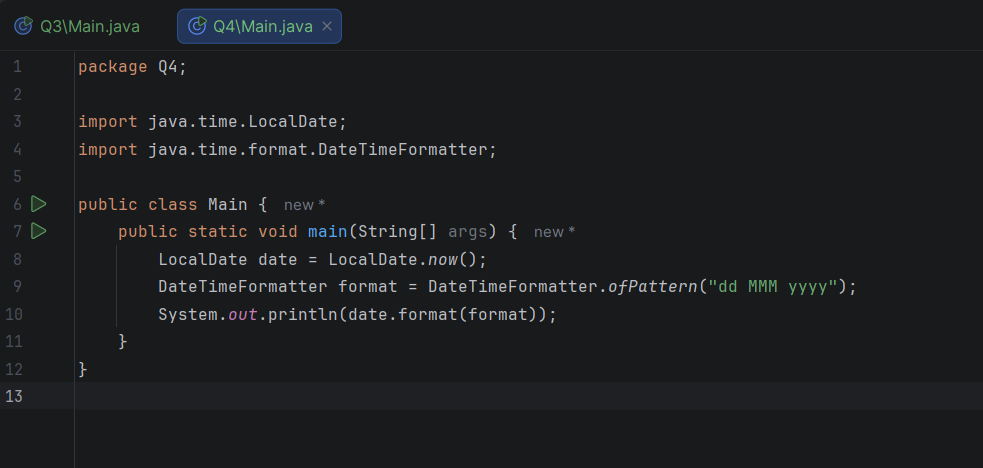 Q3\Main.java Q4\Main.java ×
1 package Q4;
2
3 import java.time.LocalDate;
4 import java.time.format.DateTimeFormatter;
5
6 public class Main { new *
7 public static void main(String[] args) { new *
8 LocalDate date = LocalDate.now();
9 DateTimeFormatter format = DateTimeFormatter.ofPattern("dd MMM yyyy");
10 System.out.println(date.format(format));
11 }
12 }
13